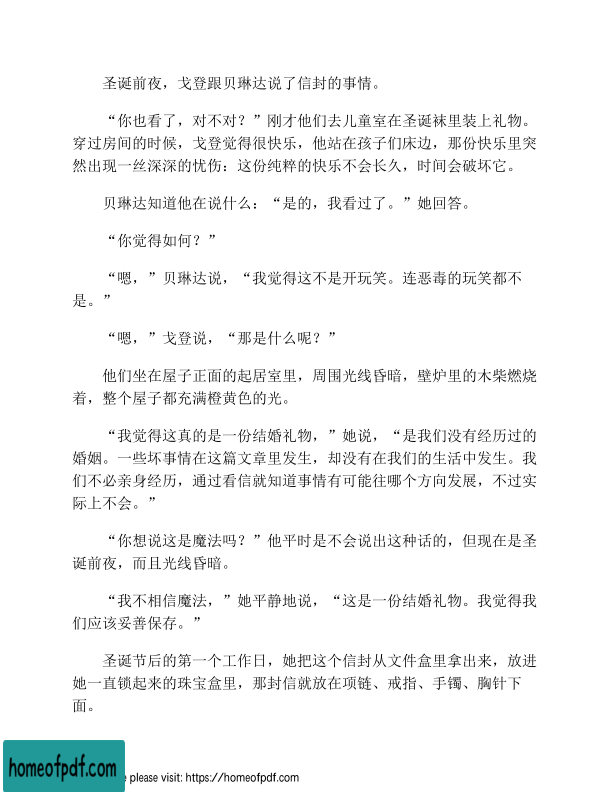 圣诞前夜，戈登跟贝琳达说了信封的事情。
“你也看了，对不对？”刚才他们去儿童室在圣诞袜里装上礼物。
穿过房间的时候，戈登觉得很快乐，他站在孩子们床边，那份快乐里突
然出现一丝深深的忧伤：这份纯粹的快乐不会长久，时间会破坏它。
贝琳达知道他在说什么：“是的，我看过了。”她回答。
“你觉得如何？”
“嗯，”贝琳达说，“我觉得这不是开玩笑。连恶毒的玩笑都不
是。”
“嗯，”戈登说，“那是什么呢？”
他们坐在屋子正面的起居室里，周围光线昏暗，壁炉里的木柴燃烧
着，整个屋子都充满橙黄色的光。
“我觉得这真的是一份结婚礼物，”她说，“是我们没有经历过的
婚姻。一些坏事情在这篇文章里发生，却没有在我们的生活中发生。我
们不必亲身经历，通过看信就知道事情有可能往哪个方向发展，不过实
际上不会。”
“你想说这是魔法吗？”他平时是不会说出这种话的，但现在是圣
诞前夜，而且光线昏暗。
“我不相信魔法，”她平静地说，“这是一份结婚礼物。我觉得我
们应该妥善保存。”
圣诞节后的第一个工作日，她把这个信封从文件盒里拿出来，放进
她一直锁起来的珠宝盒里，那封信就放在项链、戒指、手镯、胸针下
面。
homeofpdf.com
e please visit: https://homeofpdf.com